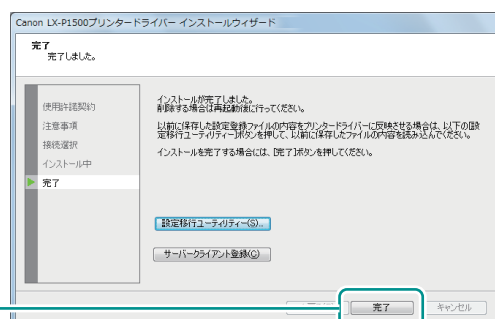 Canon LX-P1500プリンタードライバー インストールウィザード
完了
完了しました。
使用許諾契約
注意事項
接続選択
インストール中
完了
インストールが完了しました。
削除する場合は再起動後に行ってください。
以前に保存した設定登録ファイルの内容をプリンタードライバーに反映させる場合は、以下の[設
定移行ユーティリティー]ボタンを押して、以前に保存したファイルの内容を読み込んでください。
インストールを完了する場合には、[完了]ボタンを押してください。
設定移行ユーティリティー(S)...
サーバークライアント登録(C)
完了
キャンセル